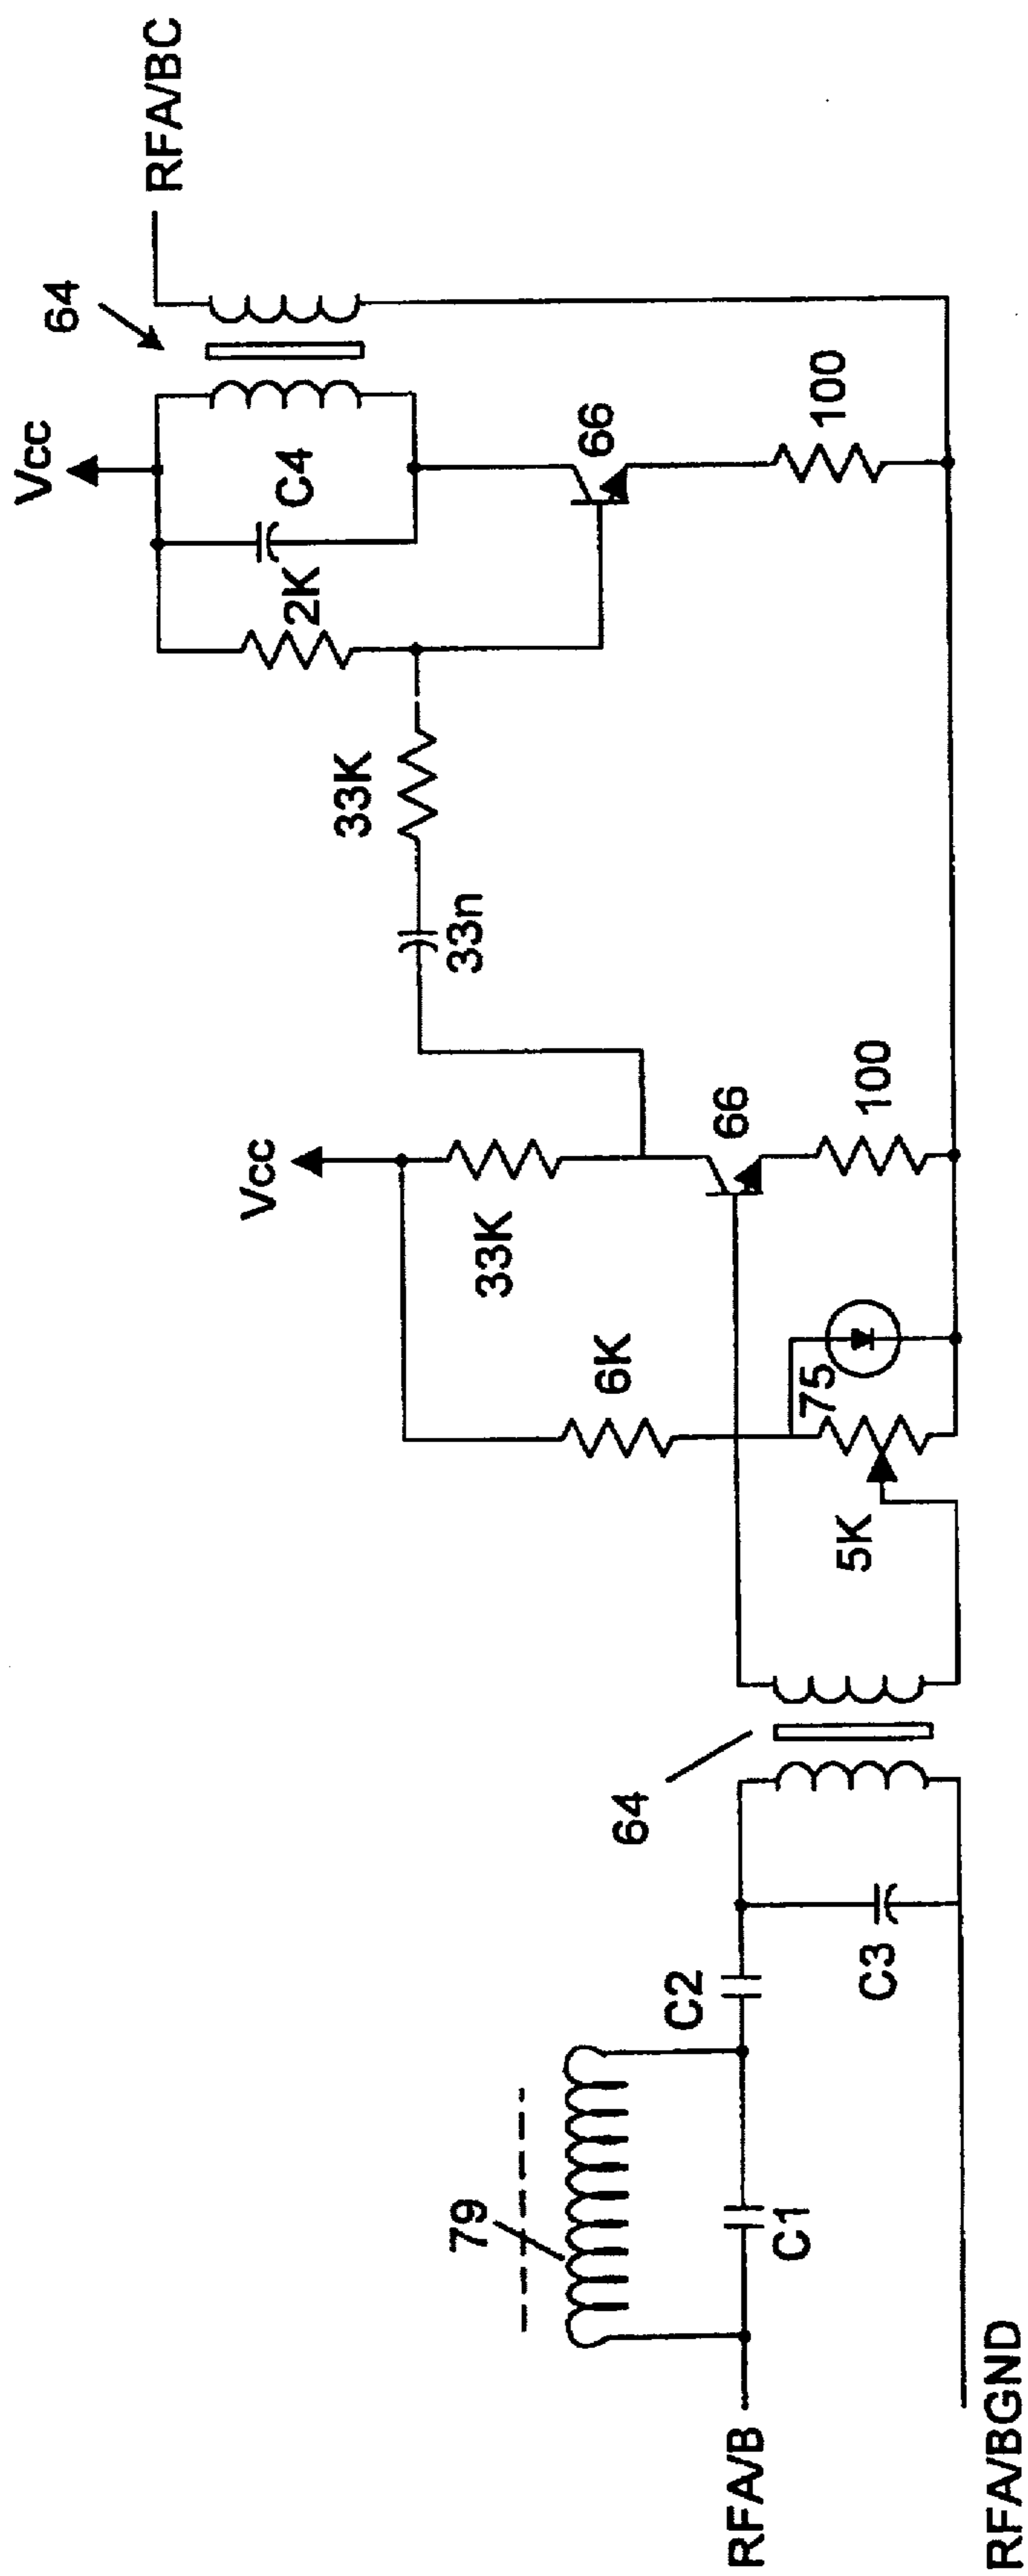 RFA/B
RFA/BGND
79
C1
C2
C3
64
5K
75
6K
Vcc
33K
66
100
33n
33K
2K
C4
Vcc
66
100
64
RFA/BC